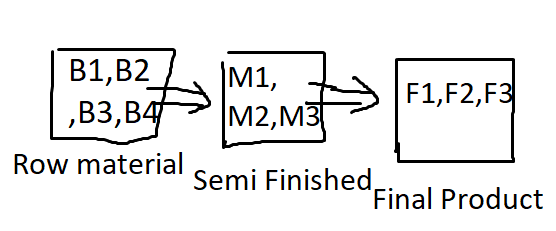 B1,B2
,B3,B4
Row material
M1,
M2,M3
Semi Finished
F1,F2,F3
Final Product